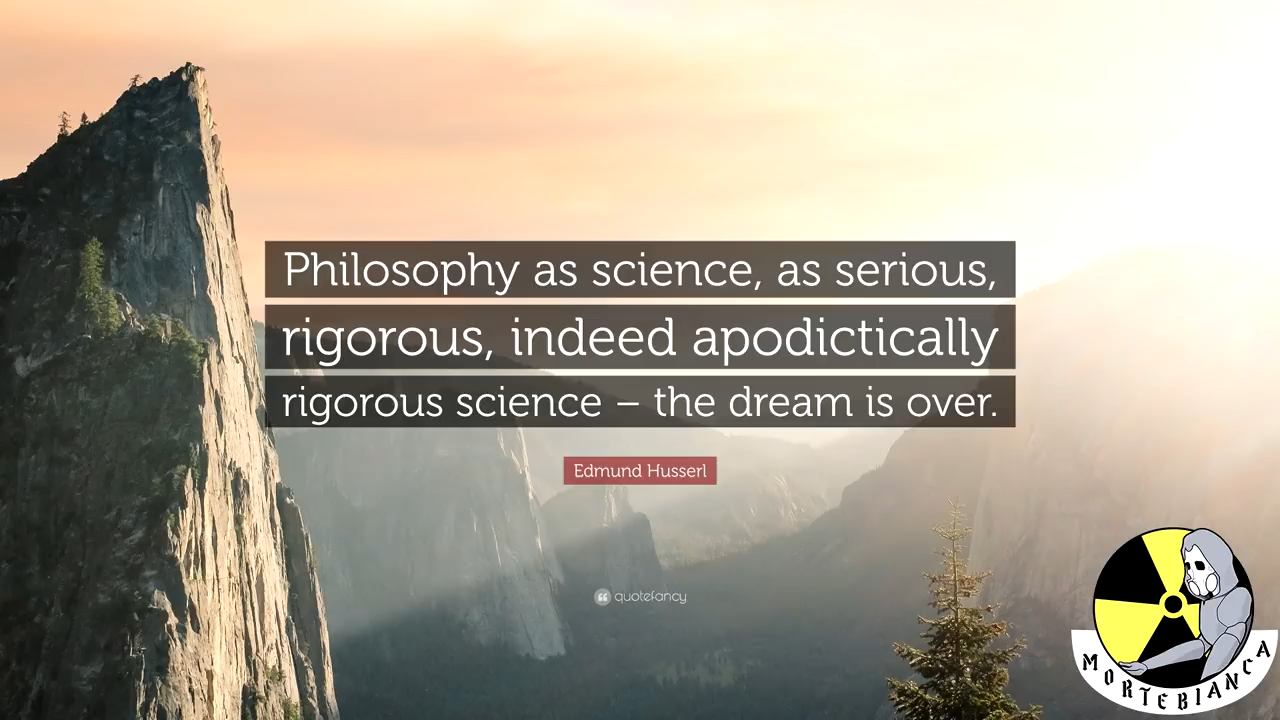 Philosophy as science, as serious,
rigorous, indeed apodictically
rigorous science – the dream is over.
Edmund Husserl
quotefancy
MORTEBIANCA